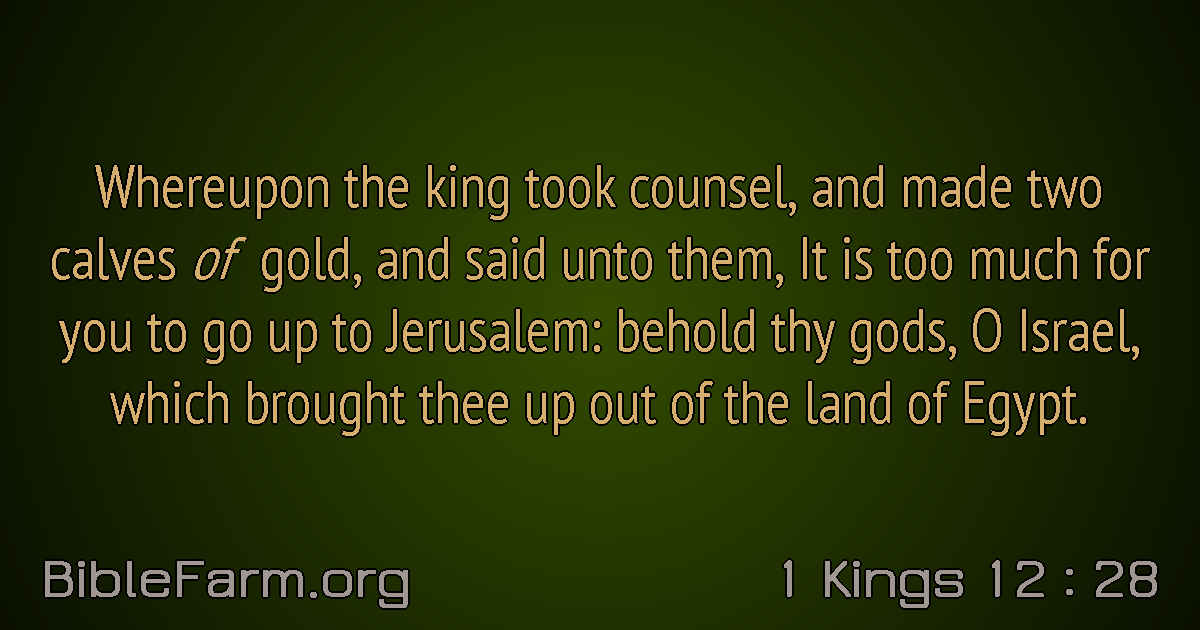 Whereupon the king took counsel, and made two
calves of gold, and said unto them, It is too much for
you to go up to Jerusalem: behold thy gods, O Israel,
which brought thee up out of the land of Egypt.
BibleFarm.org
1 Kings 12 : 28